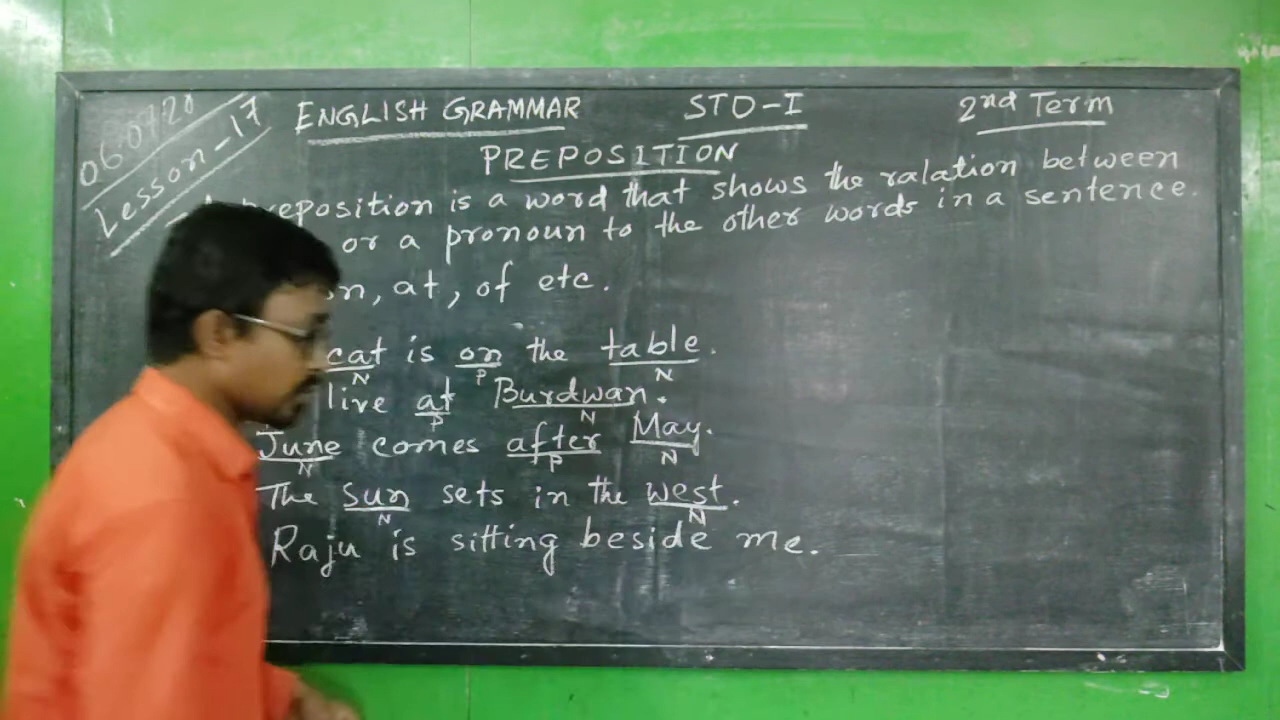 06.07.20
Lesson-17
ENGLISH GRAMMAR STD-I 2nd Term
PREPOSITION
preposition is a word that shows the ralation between
or a pronoun to the other words in a sentence.
at, of etc.
cat is on the table.
N P N
live at Burdwan.
P N
June comes after May.
N P N
The sun sets in the west.
N N
Raju is sitting beside me.